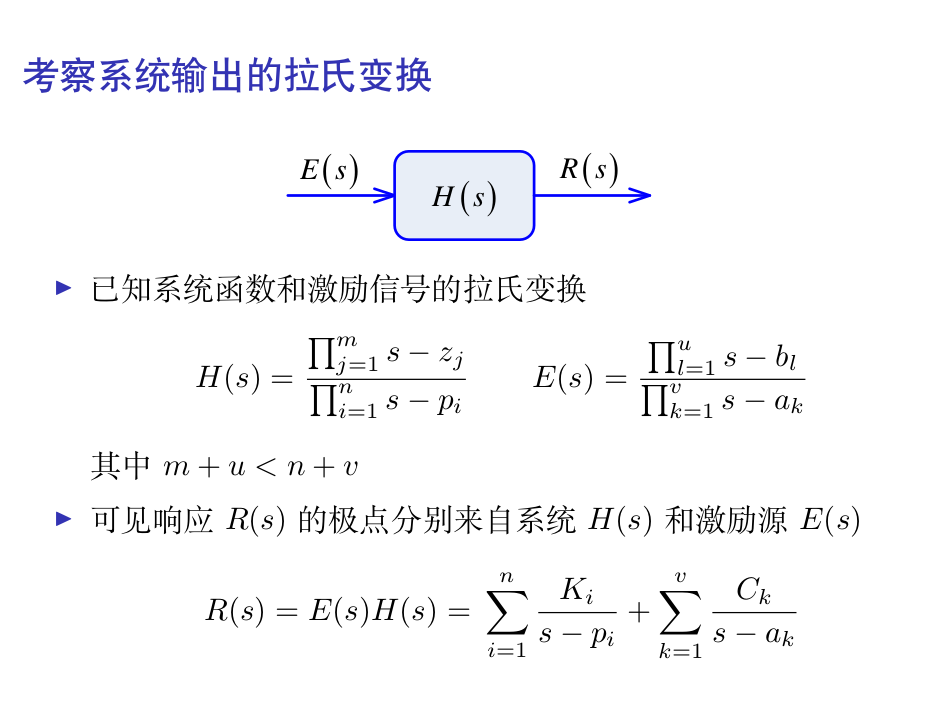 考察系统输出的拉氏变换
E(s) H(s) R(s)
▶ 已知系统函数和激励信号的拉氏变换
H(s) = \frac{\prod_{j=1}^{m} s - z_j}{\prod_{i=1}^{n} s - p_i} E(s) = \frac{\prod_{l=1}^{u} s - b_l}{\prod_{k=1}^{v} s - a_k}
其中 m + u < n + v
▶ 可见响应 R(s) 的极点分别来自系统 H(s) 和激励源 E(s)
R(s) = E(s)H(s) = \sum_{i=1}^{n} \frac{K_i}{s - p_i} + \sum_{k=1}^{v} \frac{C_k}{s - a_k}